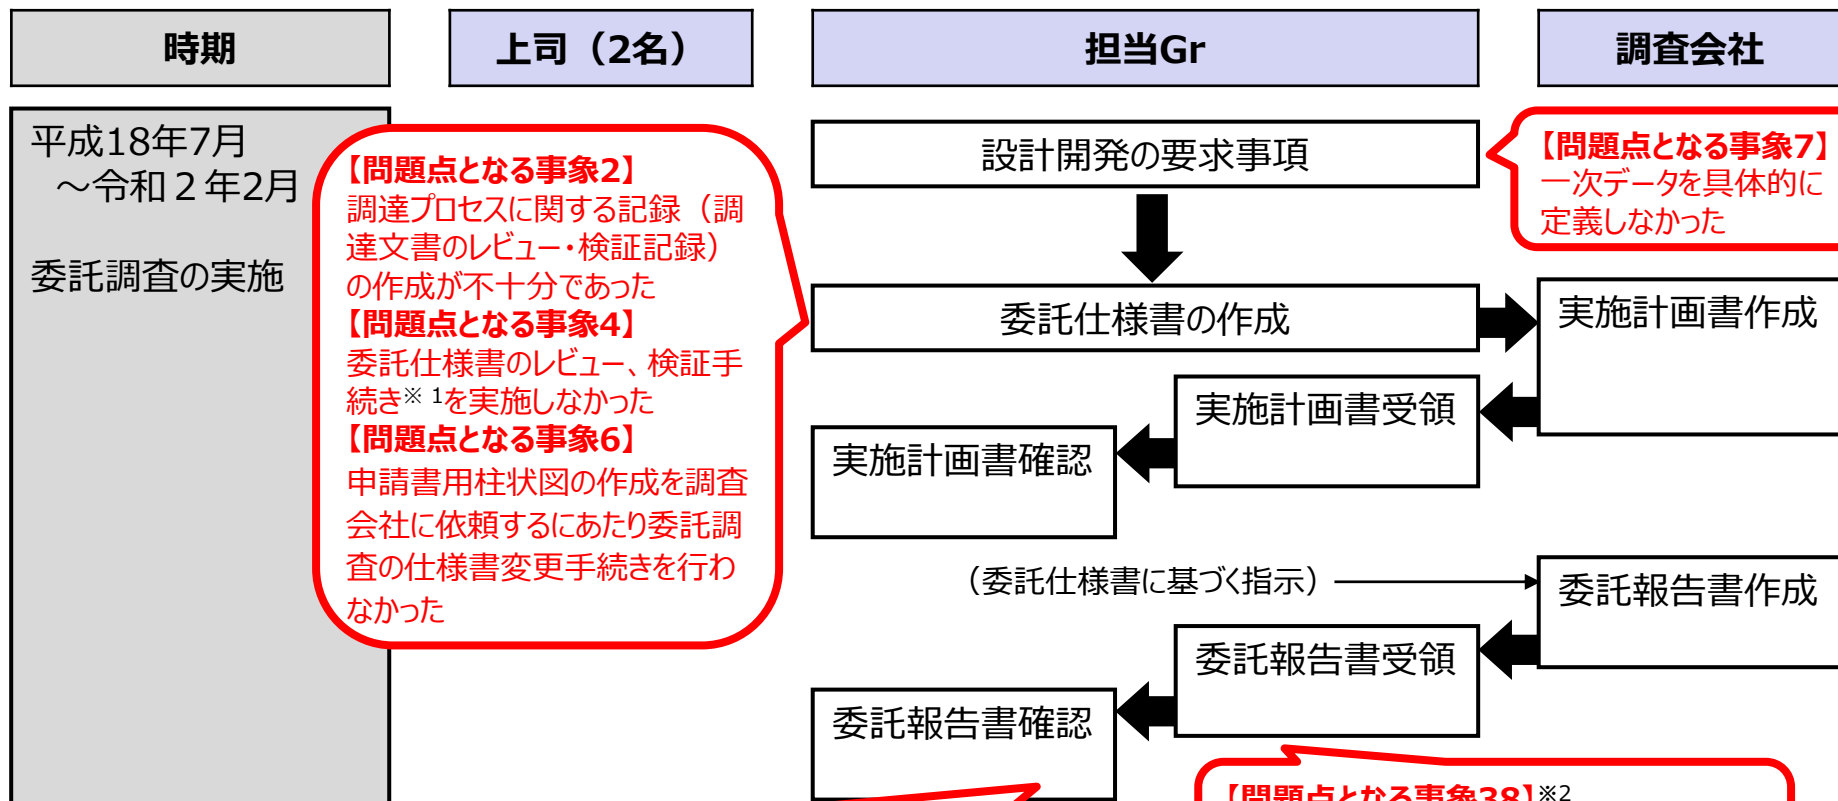 時期
上司（2名）
担当Gr
調査会社
平成18年7月
～令和２年2月
委託調査の実施
【問題点となる事象2】
調達プロセスに関する記録（調
達文書のレビュー・検証記録）
の作成が不十分であった
【問題点となる事象4】
委託仕様書のレビュー、検証手
続き※1を実施しなかった
【問題点となる事象6】
申請書用柱状図の作成を調査
会社に依頼するにあたり委託調
査の仕様書変更手続きを行わ
なかった
設計開発の要求事項
【問題点となる事象7】
一次データを具体的に
定義しなかった
委託仕様書の作成
実施計画書作成
実施計画書受領
実施計画書確認
（委託仕様書に基づく指示）
委託報告書作成
委託報告書受領
委託報告書確認
【問題点となる事象38】※2